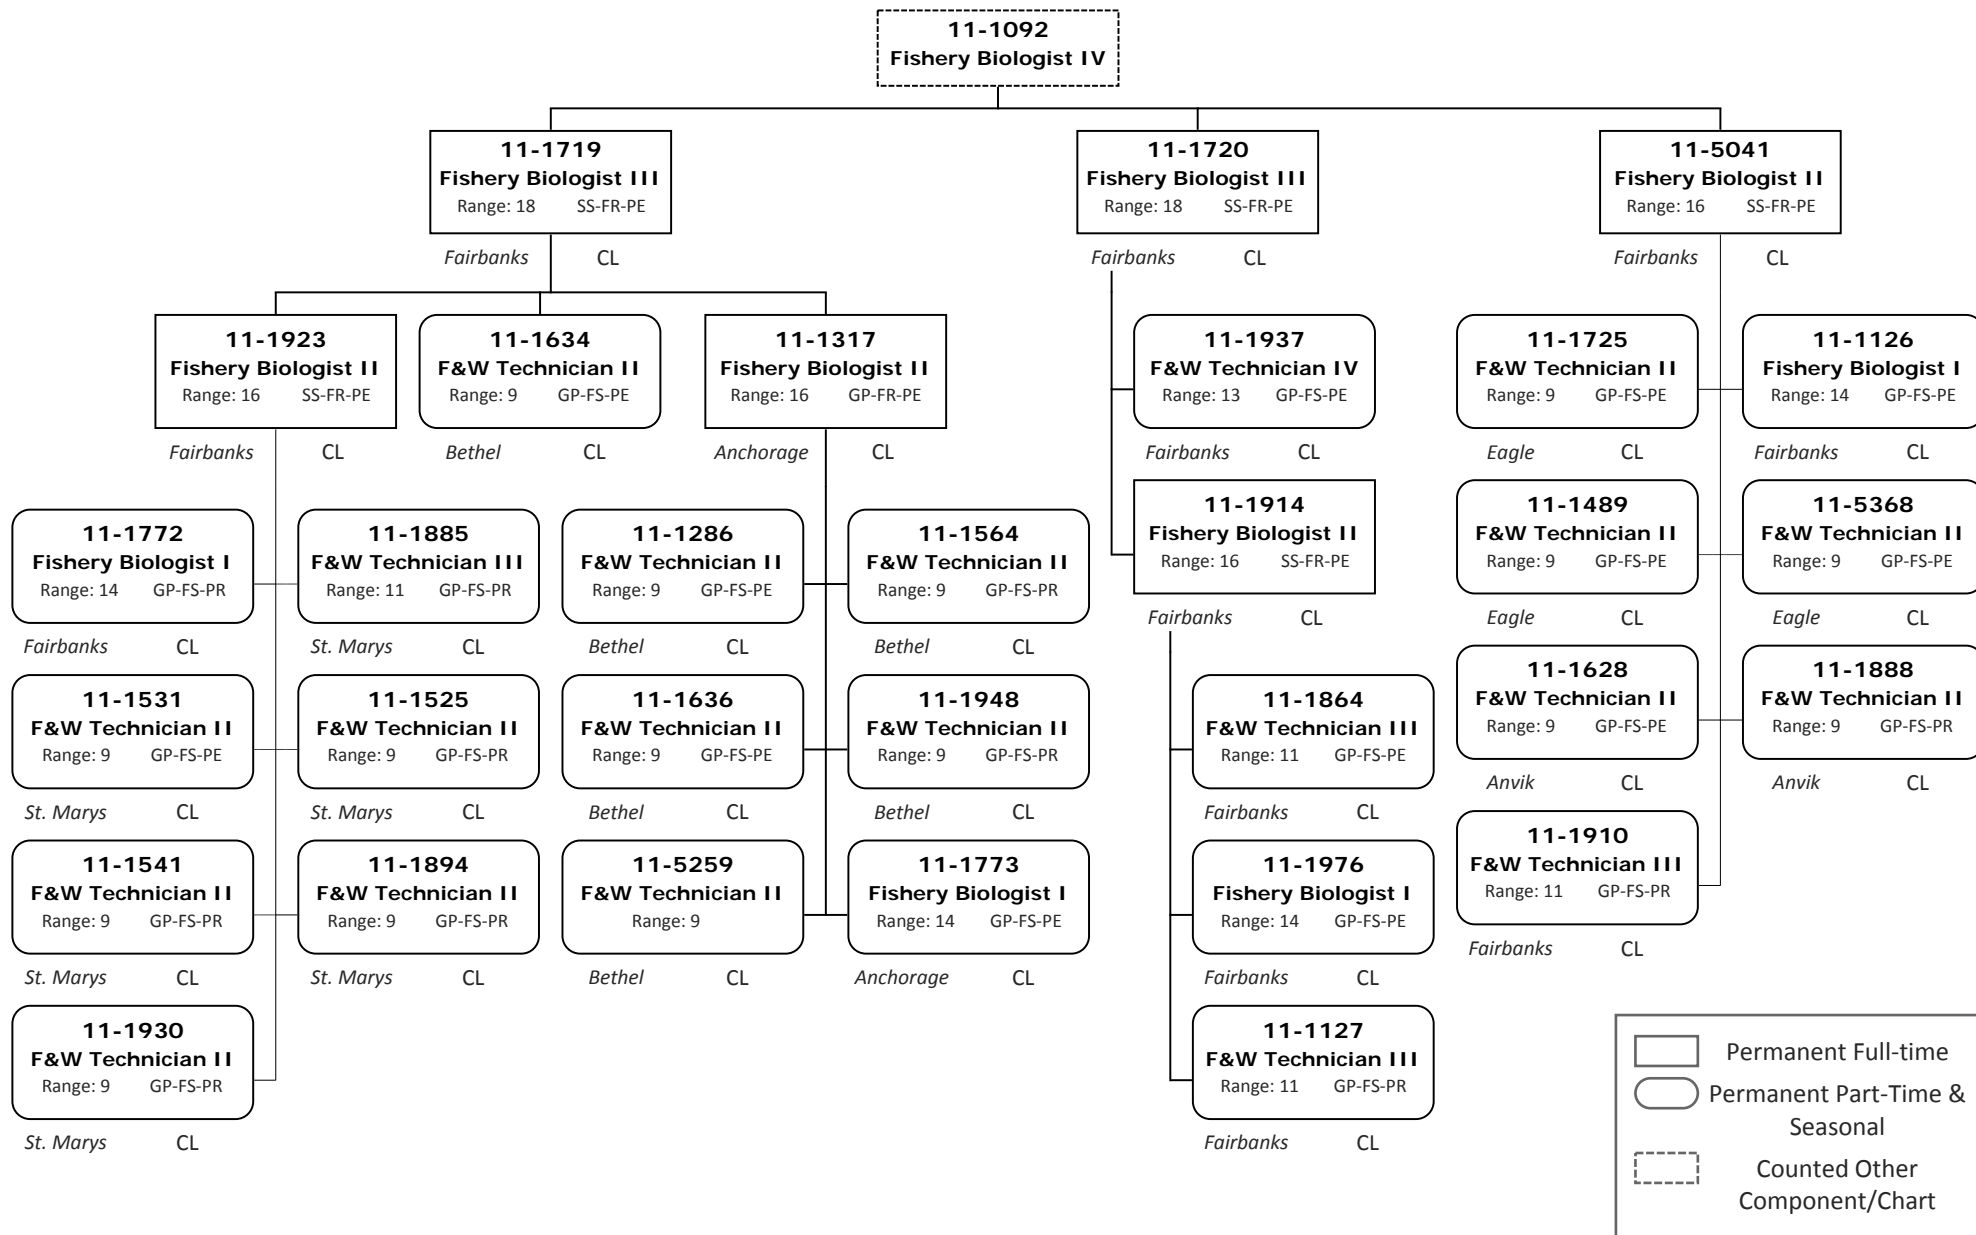 11-1092
Fishery Biologist IV
11-1719
Fishery Biologist III
Range: 18 SS-FR-PE
Fairbanks CL
11-1720
Fishery Biologist III
Range: 18 SS-FR-PE
Fairbanks CL
11-5041
Fishery Biologist II
Range: 16 SS-FR-PE
Fairbanks CL
11-1923
Fishery Biologist II
Range: 16 SS-FR-PE
Fairbanks CL
11-1634
F&W Technician II
Range: 9 GP-FS-PE
Bethel CL
11-1317
Fishery Biologist II
Range: 16 GP-FR-PE
Anchorage CL
11-1937
F&W Technician IV
Range: 13 GP-FS-PE
Fairbanks CL
11-1725
F&W Technician II
Range: 9 GP-FS-PE
Eagle CL
11-1126
Fishery Biologist I
Range: 14 GP-FS-PE
Fairbanks CL
11-1914
Fishery Biologist II
Range: 16 SS-FR-PE
Fairbanks CL
11-1489
F&W Technician II
Range: 9 GP-FS-PE
Eagle CL
11-5368
F&W Technician II
Range: 9 GP-FS-PE
Eagle CL
11-1772
Fishery Biologist I
Range: 14 GP-FS-PR
Fairbanks CL
11-1885
F&W Technician III
Range: 11 GP-FS-PR
St. Marys CL
11-1286
F&W Technician II
Range: 9 GP-FS-PE
Bethel CL
11-1564
F&W Technician II
Range: 9 GP-FS-PR
Bethel CL
11-1628
F&W Technician II
Range: 9 GP-FS-PE
Anvik CL
11-1888
F&W Technician II
Range: 9 GP-FS-PR
Anvik CL
11-1531
F&W Technician II
Range: 9 GP-FS-PE
St. Marys CL
11-1525
F&W Technician II
Range: 9 GP-FS-PR
St. Marys CL
11-1636
F&W Technician II
Range: 9 GP-FS-PE
Bethel CL
11-1948
F&W Technician II
Range: 9 GP-FS-PR
Bethel CL
11-1864
F&W Technician III
Range: 11 GP-FS-PE
Fairbanks CL
11-1910
F&W Technician III
Range: 11 GP-FS-PR
Fairbanks CL
11-1541
F&W Technician II
Range: 9 GP-FS-PR
St. Marys CL
11-1894
F&W Technician II
Range: 9 GP-FS-PR
St. Marys CL
11-5259
F&W Technician II
Range: 9
Bethel CL
11-1773
Fishery Biologist I
Range: 14 GP-FS-PE
Anchorage CL
11-1976
Fishery Biologist I
Range: 14 GP-FS-PE
Fairbanks CL
11-1930
F&W Technician II
Range: 9 GP-FS-PR
St. Marys CL
11-1127
F&W Technician III
Range: 11 GP-FS-PR
Fairbanks CL
Permanent Full-time
Permanent Part-Time &
Seasonal
Counted Other
Component/Chart